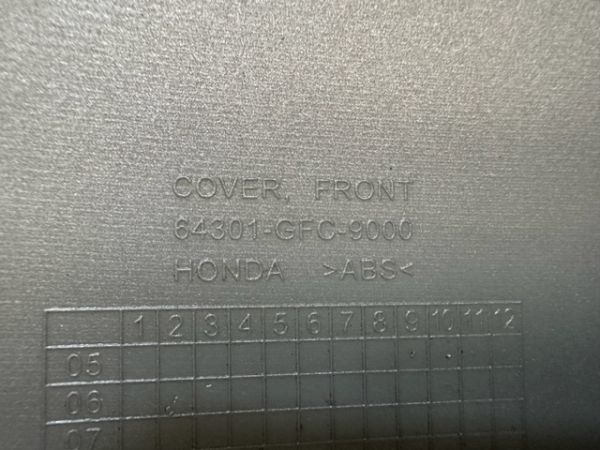 COVER, FRONT
64301-GFC-9000
HONDA >ABS<
1 2 3 4 5 6 7 8 9 10 11 12
05
06
07